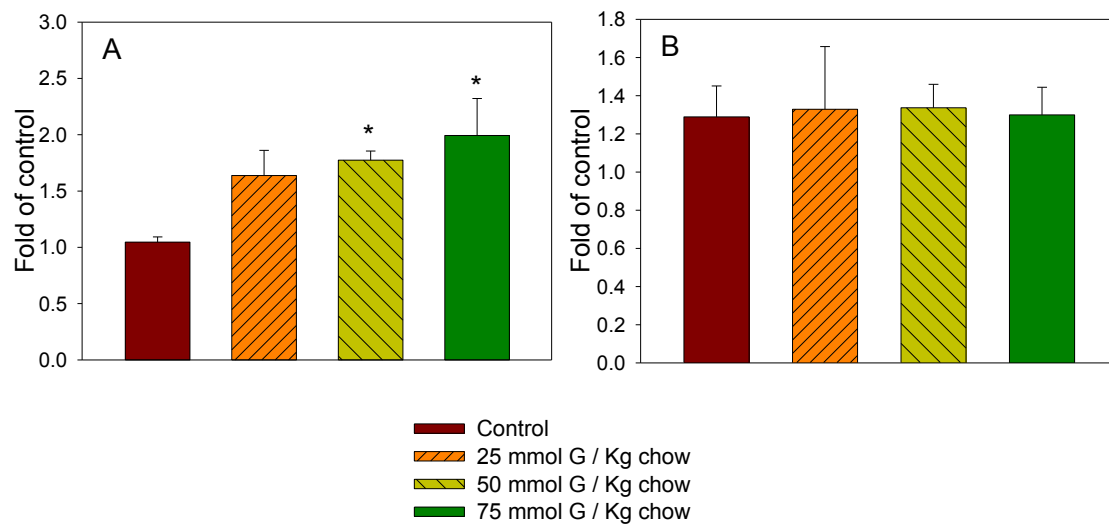 A
Fold of control
3.0
2.5
2.0
1.5
1.0
0.5
0.0
*
*
B
Fold of control
1.8
1.6
1.4
1.2
1.0
0.8
0.6
0.4
0.2
0.0
Control
25 mmol G / Kg chow
50 mmol G / Kg chow
75 mmol G / Kg chow